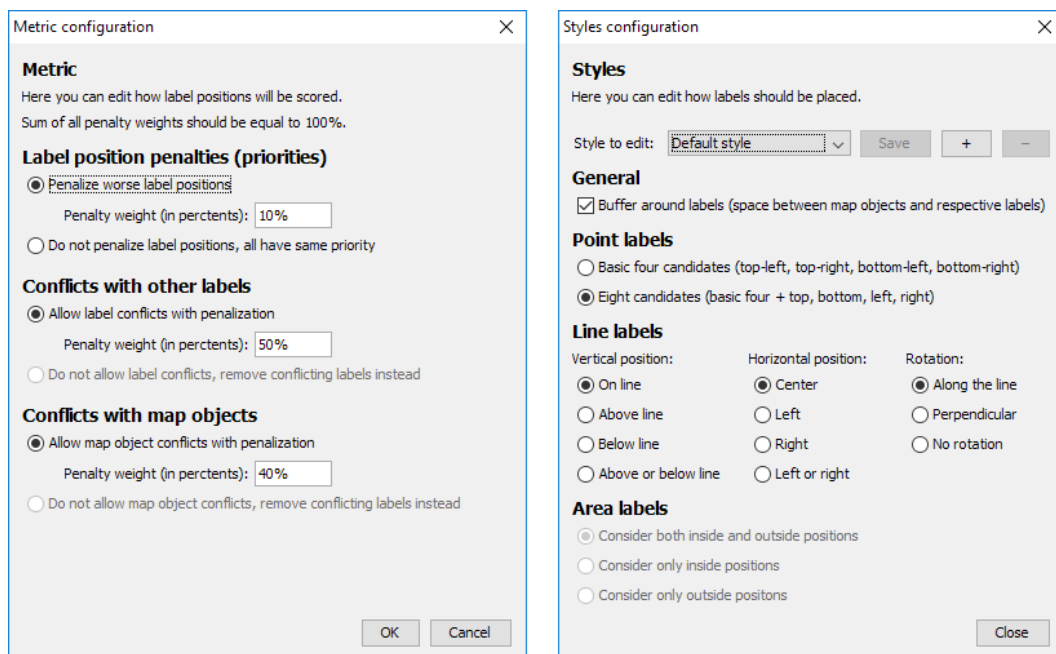 Metric configuration
Metric
Here you can edit how label positions will be scored.
Sum of all penalty weights should be equal to 100%.
Label position penalties (priorities)
Penalize worse label positions
Penalty weight (in perctents): 10%
Do not penalize label positions, all have same priority
Conflicts with other labels
Allow label conflicts with penalization
Penalty weight (in perctents): 50%
Do not allow label conflicts, remove conflicting labels instead
Conflicts with map objects
Allow map object conflicts with penalization
Penalty weight (in perctents): 40%
Do not allow map object conflicts, remove conflicting labels instead
OK Cancel
Styles configuration
Styles
Here you can edit how labels should be placed.
Style to edit: Default style Save + −
General
Buffer around labels (space between map objects and respective labels)
Point labels
Basic four candidates (top-left, top-right, bottom-left, bottom-right)
Eight candidates (basic four + top, bottom, left, right)
Line labels
Vertical position: Horizontal position: Rotation:
On line Center Along the line
Above line Left Perpendicular
Below line Right No rotation
Above or below line Left or right
Area labels
Consider both inside and outside positions
Consider only inside positions
Consider only outside positons
Close